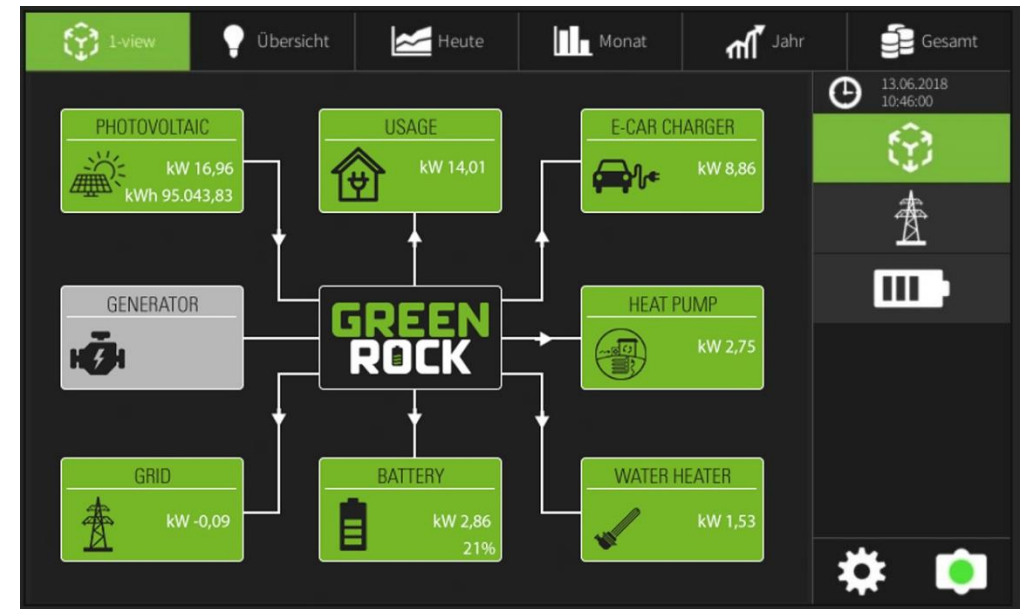 1-view
Übersicht
Heute
Monat
Jahr
Gesamt
13.06.2018
10:46:00
PHOTOVOLTAIC
kW 16,96
kWh 95.043,83
USAGE
kW 14,01
E-CAR CHARGER
kW 8,86
GENERATOR
GREEN
ROCK
HEAT PUMP
kW 2,75
GRID
kW -0,09
BATTERY
kW 2,86
21%
WATER HEATER
kW 1,53